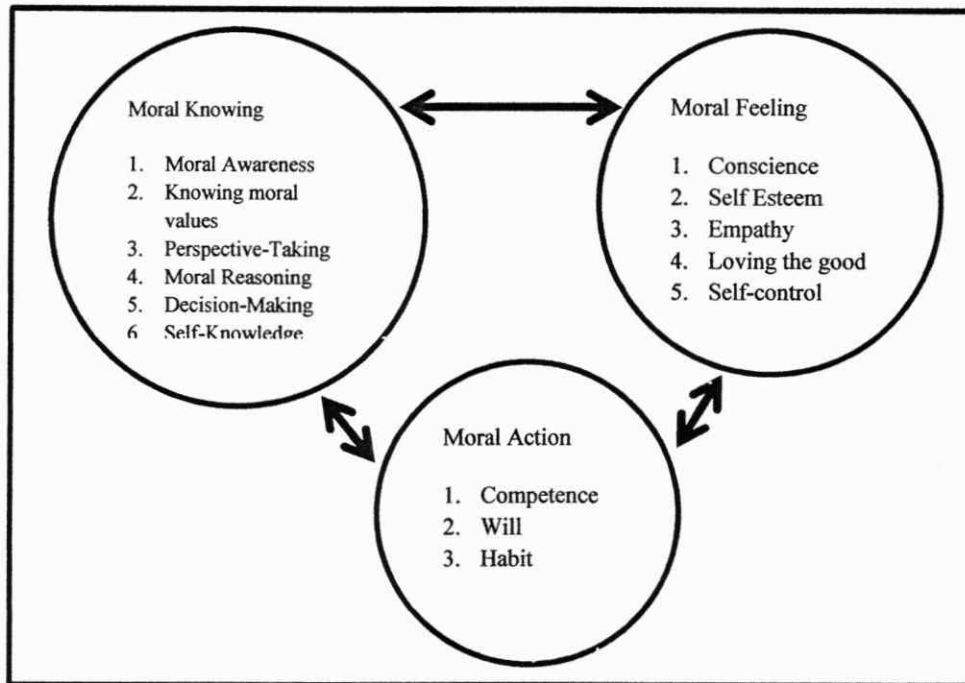 Moral Knowing
1. Moral Awareness
2. Knowing moral
values
3. Perspective-Taking
4. Moral Reasoning
5. Decision-Making
6 Self-Knowledge
Moral Feeling
1. Conscience
2. Self Esteem
3. Empathy
4. Loving the good
5. Self-control
Moral Action
1. Competence
2. Will
3. Habit